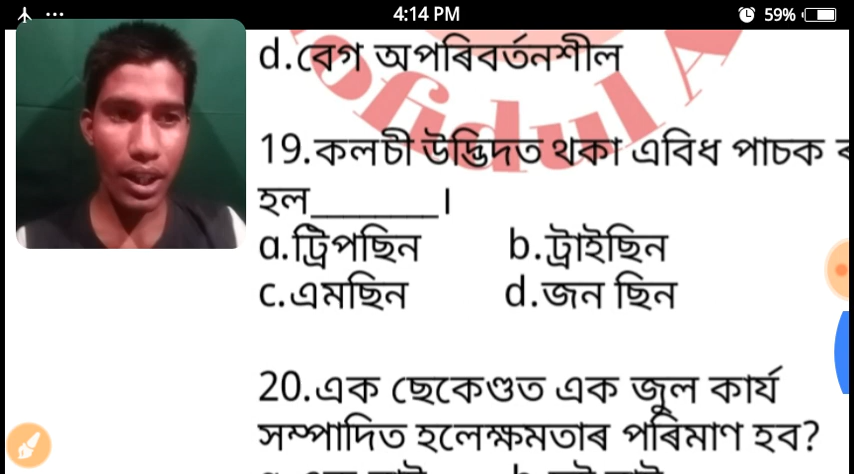 4:14 PM 59%
d.বেগ অপৰিবৰ্তনশীল
19.কলচী উদ্ভিদত থকা এবিধ পাচক
হল________।
a.ট্ৰিপছিন b.ট্ৰাইছিন
c.এমছিন d.জন ছিন
20.এক ছেকেণ্ডত এক জুল কাৰ্য
সম্পাদিত হলেক্ষমতাৰ পৰিমাণ হব?